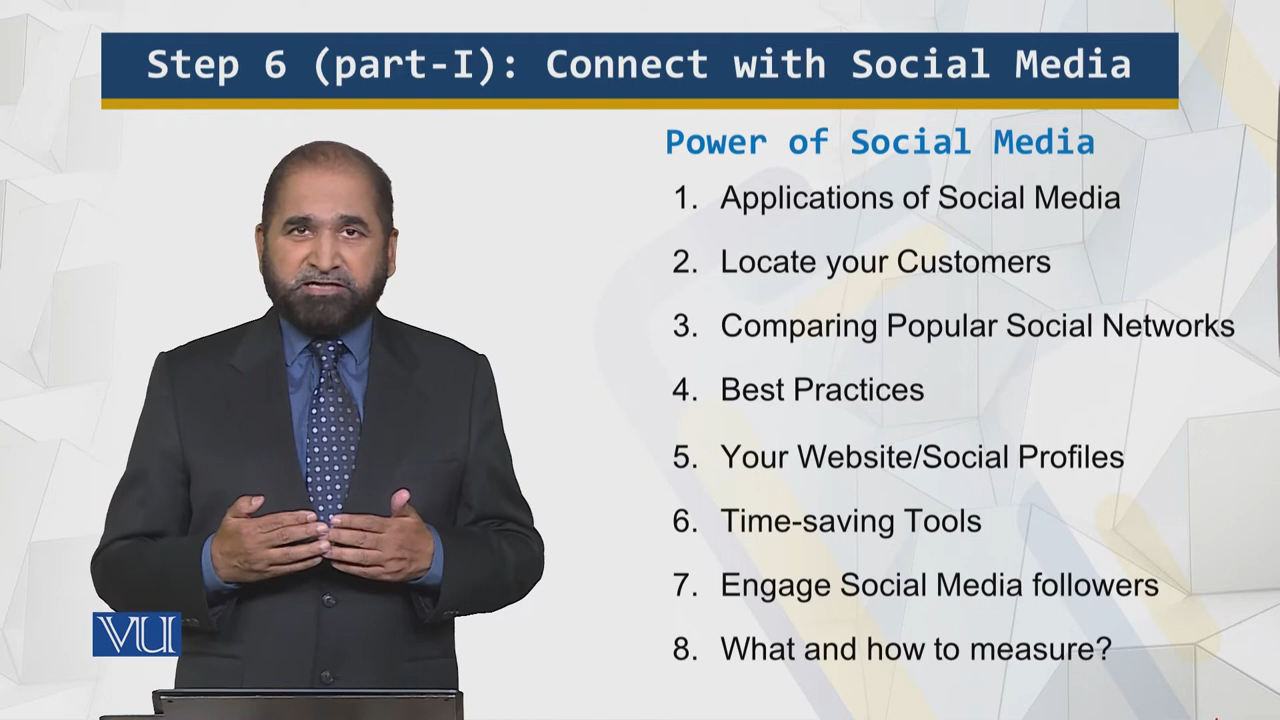 Step 6 (part-I): Connect with Social Media
Power of Social Media
1. Applications of Social Media
2. Locate your Customers
3. Comparing Popular Social Networks
4. Best Practices
5. Your Website/Social Profiles
6. Time-saving Tools
7. Engage Social Media followers
8. What and how to measure?
VU